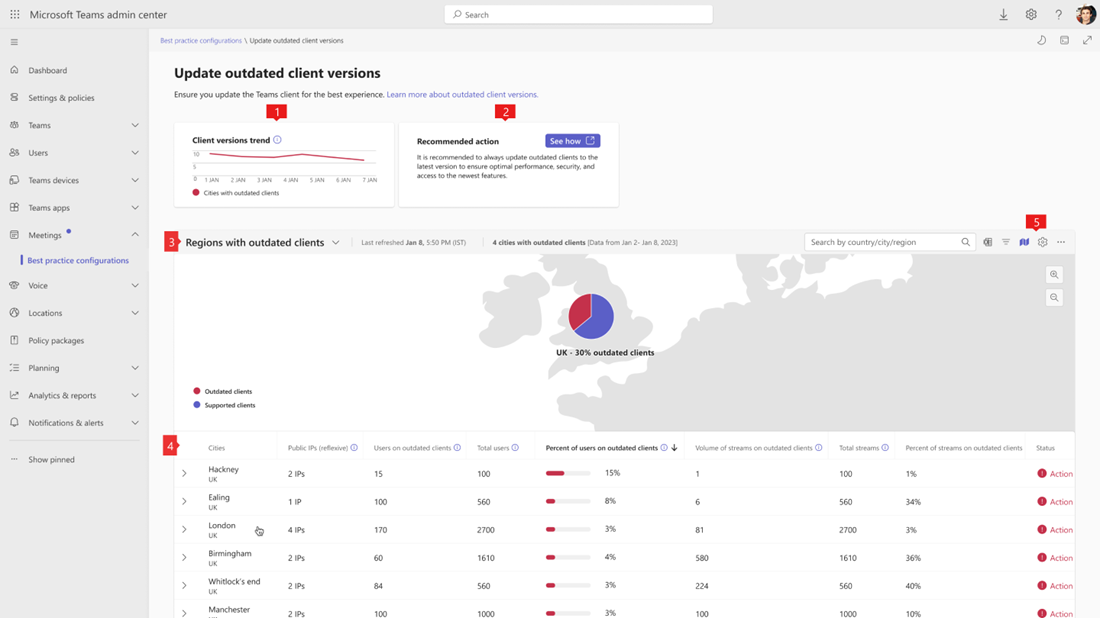 Microsoft Teams admin center
Search
Best practice configurations \ Update outdated client versions
Dashboard
Settings & policies
Teams
Users
Teams devices
Teams apps
Meetings
Best practice configurations
Voice
Locations
Policy packages
Planning
Analytics & reports
Notifications & alerts
Show pinned
Update outdated client versions
Ensure you update the Teams client for the best experience. Learn more about outdated client versions.
1
Client versions trend
10
5
0
1 JAN 2 JAN 3 JAN 4 JAN 5 JAN 6 JAN 7 JAN
Cities with outdated clients
2
Recommended action
See how
It is recommended to always update outdated clients to the
latest version to ensure optimal performance, security, and
access to the newest features.
5
3
Regions with outdated clients
Last refreshed Jan 8, 5:50 PM (IST)
4 cities with outdated clients [Data from Jan 2- Jan 8, 2023]
Search by country/city/region
UK - 30% outdated clients
Outdated clients
Supported clients
4
Cities Public IPs (reflexive) Users on outdated clients Total users Percent of users on outdated clients Volume of streams on outdated clients Total streams Percent of streams on outdated clients Status
Hackney
UK
2 IPs 15 100 15% 1 100 1% Action
Ealing
UK
1 IP 100 560 8% 6 560 34% Action
London
UK
4 IPs 170 2700 3% 81 2700 3% Action
Birmingham
UK
2 IPs 60 1610 4% 580 1610 36% Action
Whitlock's end
UK
2 IPs 84 560 3% 224 560 40% Action
Manchester
2 IPs 100 1000 3% 100 1000 10% Action